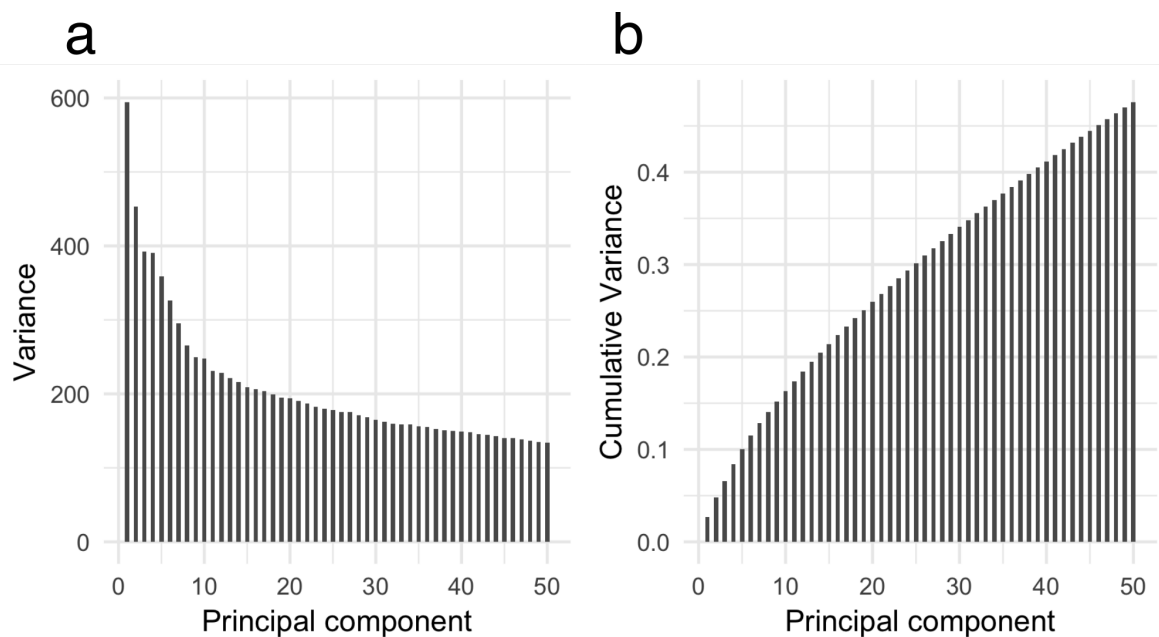 a
600
400
200
0
Variance
0 10 20 30 40 50
Principal component
b
0.4
0.3
0.2
0.1
0.0
Cumulative Variance
0 10 20 30 40 50
Principal component